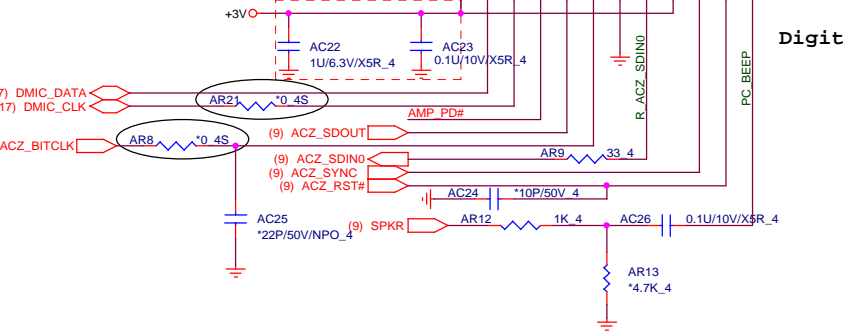 +3V
Digit
AC22
1U/6.3V/X5R_4
AC23
0.1U/10V/X5R_4
R_ACZ_SDIN0
PC_BEEP
7) DMIC_DATA
17) DMIC_CLK
AR21 *0_4S
AMP_PD#
(9) ACZ_SDOUT
ACZ_BITCLK
AR8 *0_4S
(9) ACZ_SDIN0
AR9 33_4
(9) ACZ_SYNC
(9) ACZ_RST#
AC24 *10P/50V_4
AC25
*22P/50V/NPO_4
(9) SPKR
AR12 1K_4
AC26 0.1U/10V/X5R_4
AR13
*4.7K_4